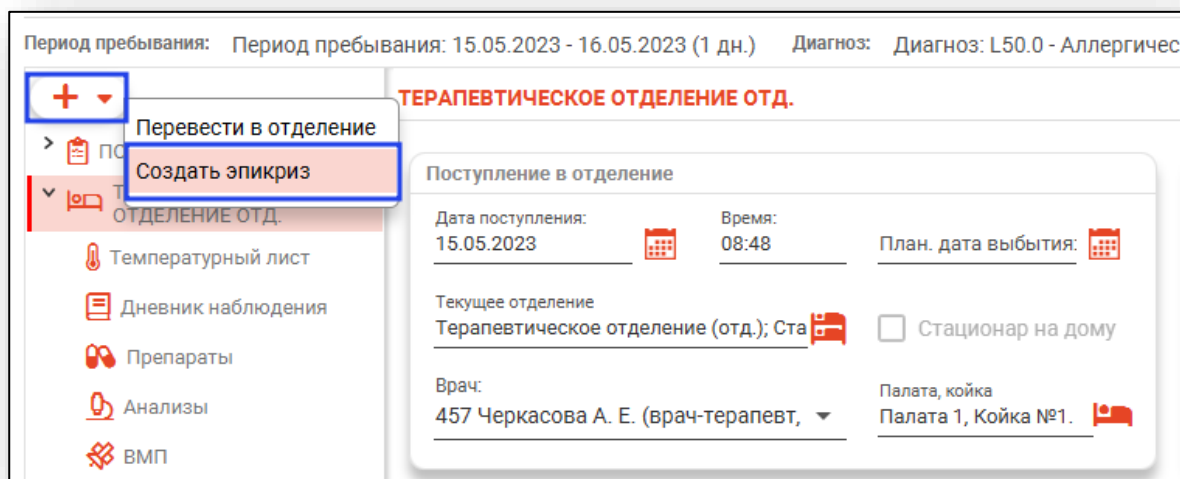 Период пребывания: Период пребывания: 15.05.2023 - 16.05.2023 (1 дн.) Диагноз: Диагноз: L50.0 - Аллергичес
ТЕРАПЕВТИЧЕСКОЕ ОТДЕЛЕНИЕ ОТД.
Перевести в отделение
Создать эпикриз
ОТДЕЛЕНИЕ ОТД.
Температурный лист
Дневник наблюдения
Препараты
Анализы
ВМП
Поступление в отделение
Дата поступления: Время:
15.05.2023 08:48 План. дата выбытия:
Текущее отделение
Терапевтическое отделение (отд.); Ста Стационар на дому
Врач: Палата, койка
457 Черкасова А. Е. (врач-терапевт, Палата 1, Койка №1.